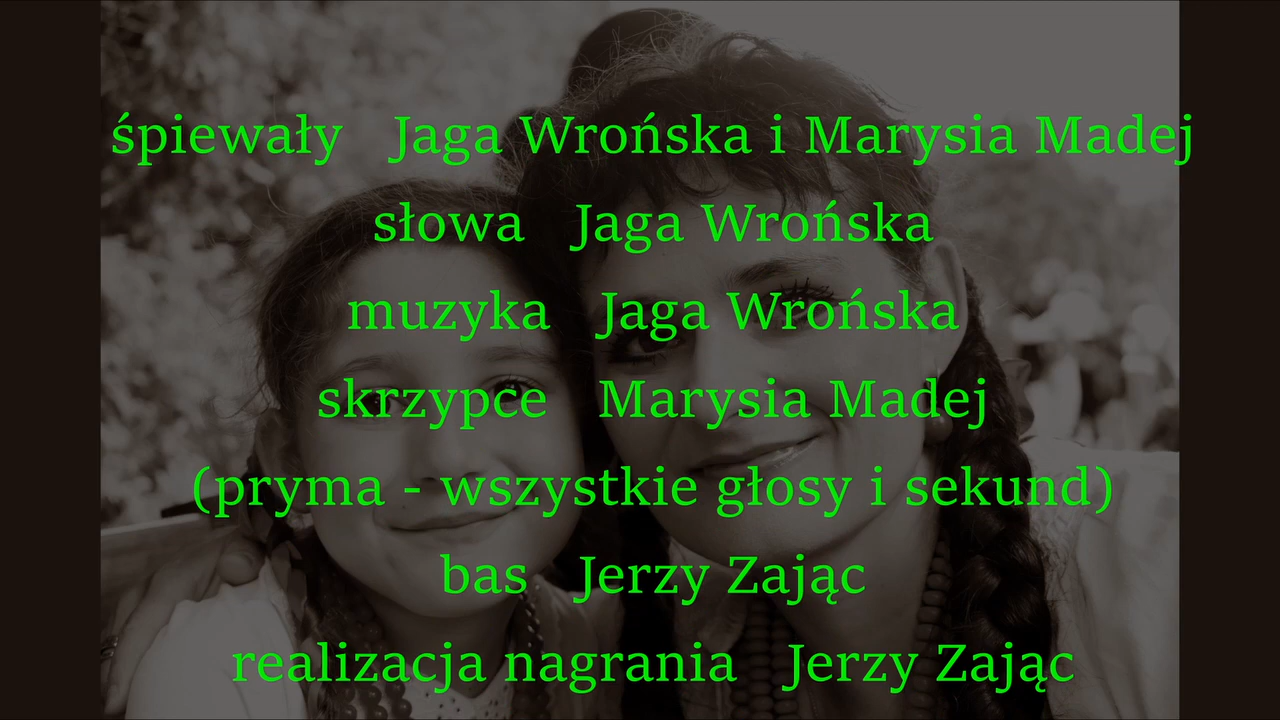 śpiewały Jaga Wrońska i Marysia Madej
słowa Jaga Wrońska
muzyka Jaga Wrońska
skrzypce Marysia Madej
(pryma - wszystkie głosy i sekund)
bas Jerzy Zając
realizacja nagrania Jerzy Zając